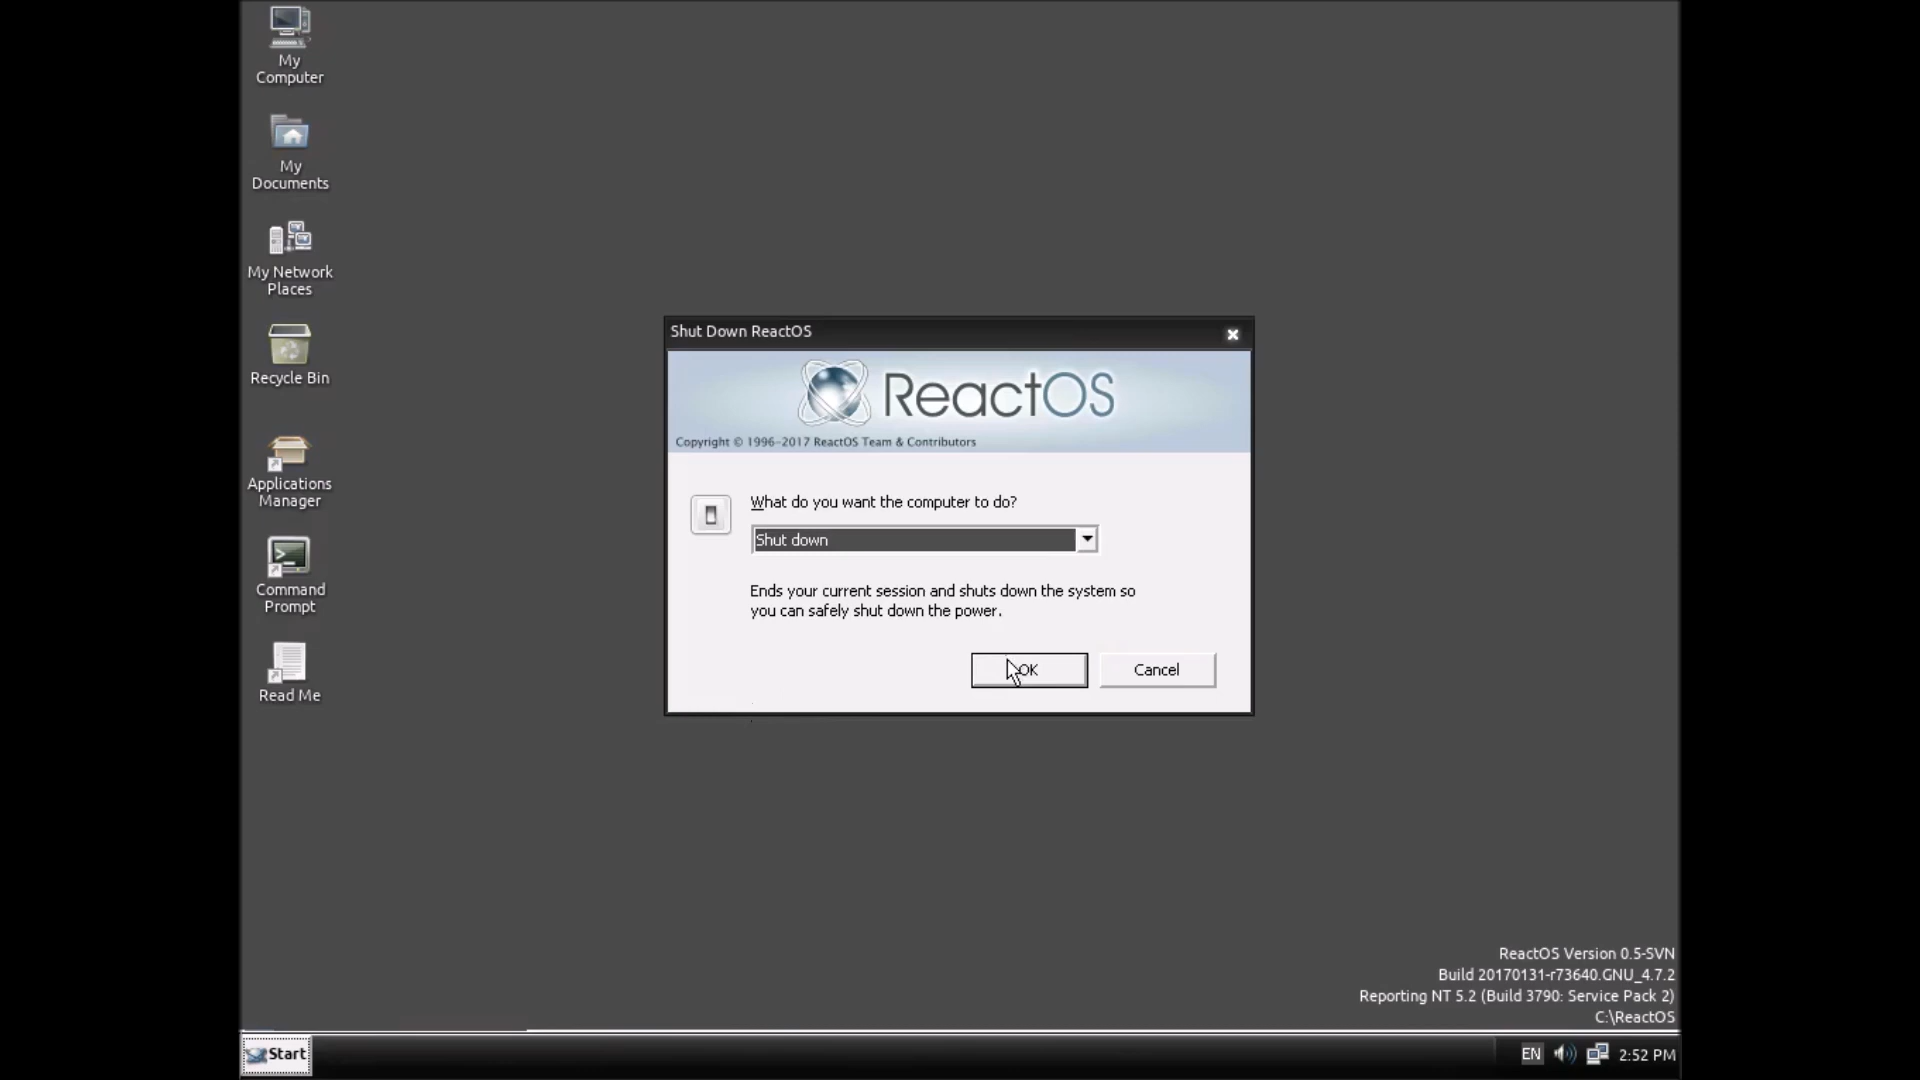 My
Computer
My
Documents
My Network
Places
Recycle Bin
Applications
Manager
Command
Prompt
Read Me
Shut Down ReactOS
ReactOS
Copyright © 1996-2017 ReactOS Team & Contributors
What do you want the computer to do?
Shut down
Ends your current session and shuts down the system so
you can safely shut down the power.
OK
Cancel
ReactOS Version 0.5-SVN
Build 20170131-r73640.GNU_4.7.2
Reporting NT 5.2 (Build 3790: Service Pack 2)
C:\ReactOS
Start
EN
2:52 PM